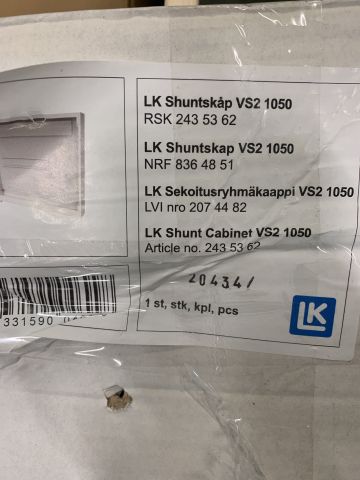 LK Shuntskåp VS2 1050
RSK 243 53 62
LK Shuntskap VS2 1050
NRF 836 48 51
LK Sekoitusryhmäkaappi VS2 1050
LVI nro 207 44 82
LK Shunt Cabinet VS2 1050
Article no. 243 53 62
20434/
1 st, stk, kpl, pcs
331590
LK